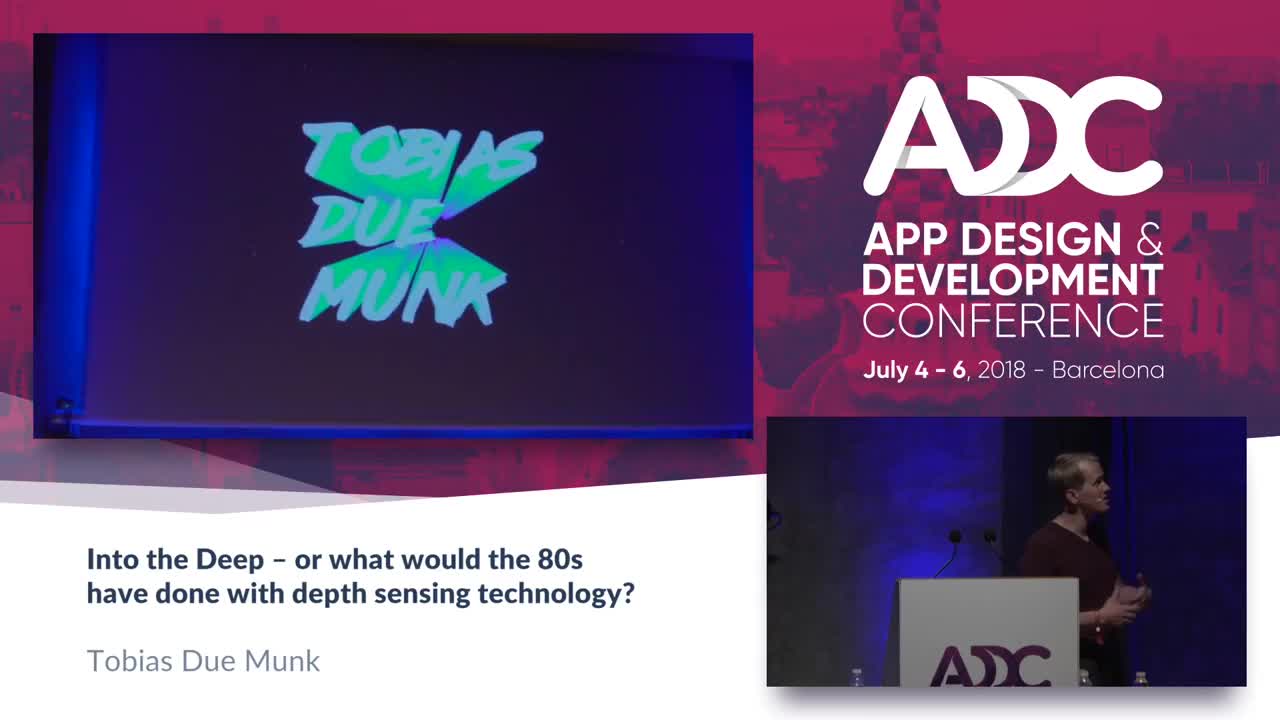 TOBIAS
DUE
MUNK
ADC
APP DESIGN &
DEVELOPMENT
CONFERENCE
July 4 - 6, 2018 - Barcelona
Into the Deep – or what would the 80s
have done with depth sensing technology?
Tobias Due Munk
ADC